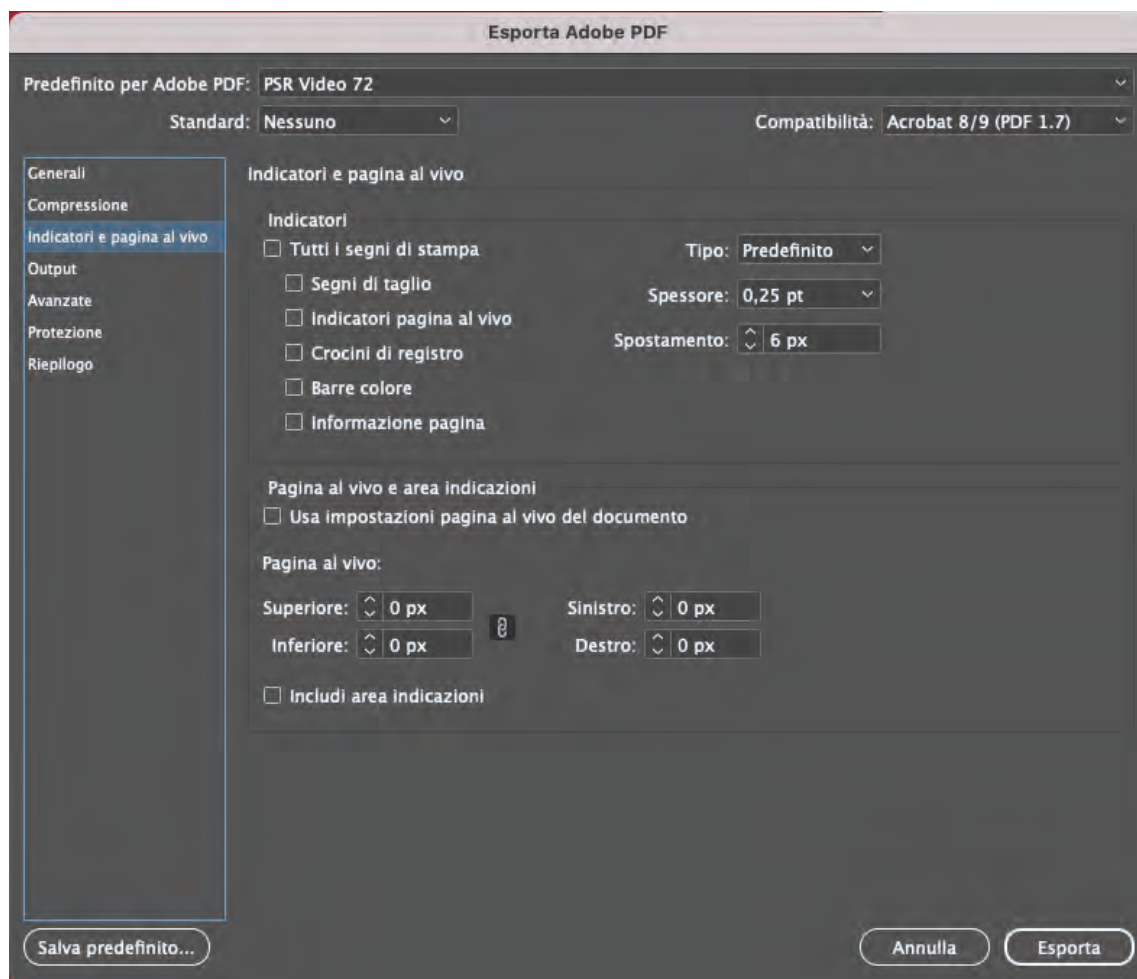 Esporta Adobe PDF
Predefinito per Adobe PDF: PSR Video 72
Standard: Nessuno Compatibilità: Acrobat 8/9 (PDF 1.7)
Generali
Compressione
Indicatori e pagina al vivo
Output
Avanzate
Protezione
Riepilogo
Indicatori e pagina al vivo
Indicatori
Tutti i segni di stampa
Segni di taglio
Indicatori pagina al vivo
Crocini di registro
Barre colore
Informazione pagina
Tipo: Predefinito
Spessore: 0,25 pt
Spostamento: 6 px
Pagina al vivo e area indicazioni
Usa impostazioni pagina al vivo del documento
Pagina al vivo:
Superiore: 0 px Sinistro: 0 px
Inferiore: 0 px Destro: 0 px
Includi area indicazioni
Salva predefinito... Annulla Esporta